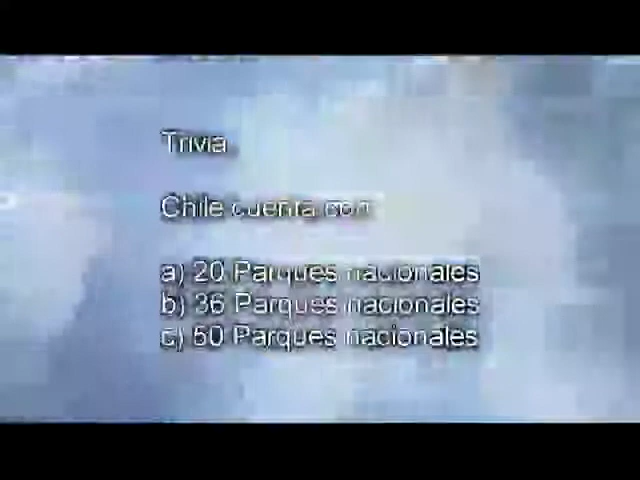 Trivia
Chile cuenta con
a) 20 Parques nacionales
b) 36 Parques nacionales
c) 50 Parques nacionales